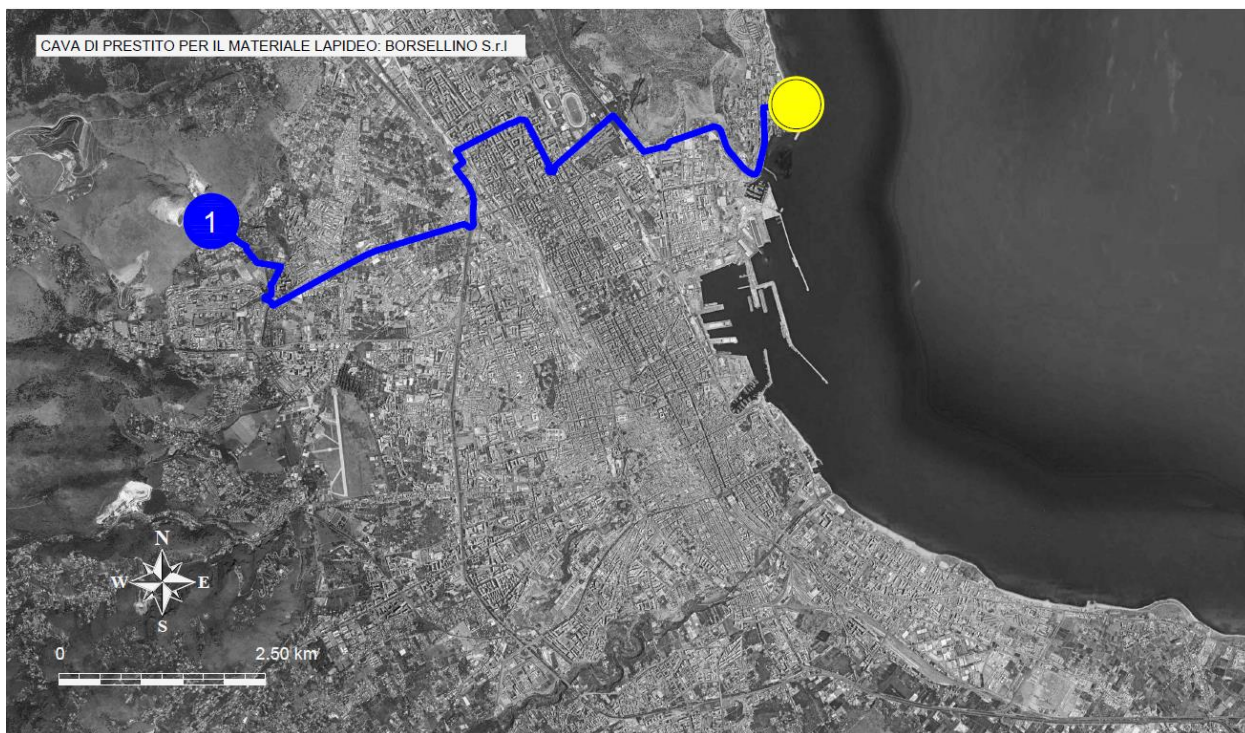 CAVA DI PRESTITO PER IL MATERIALE LAPIDEO: BORSELLINO S.r.l
1
N
W E
S
0 2.50 km